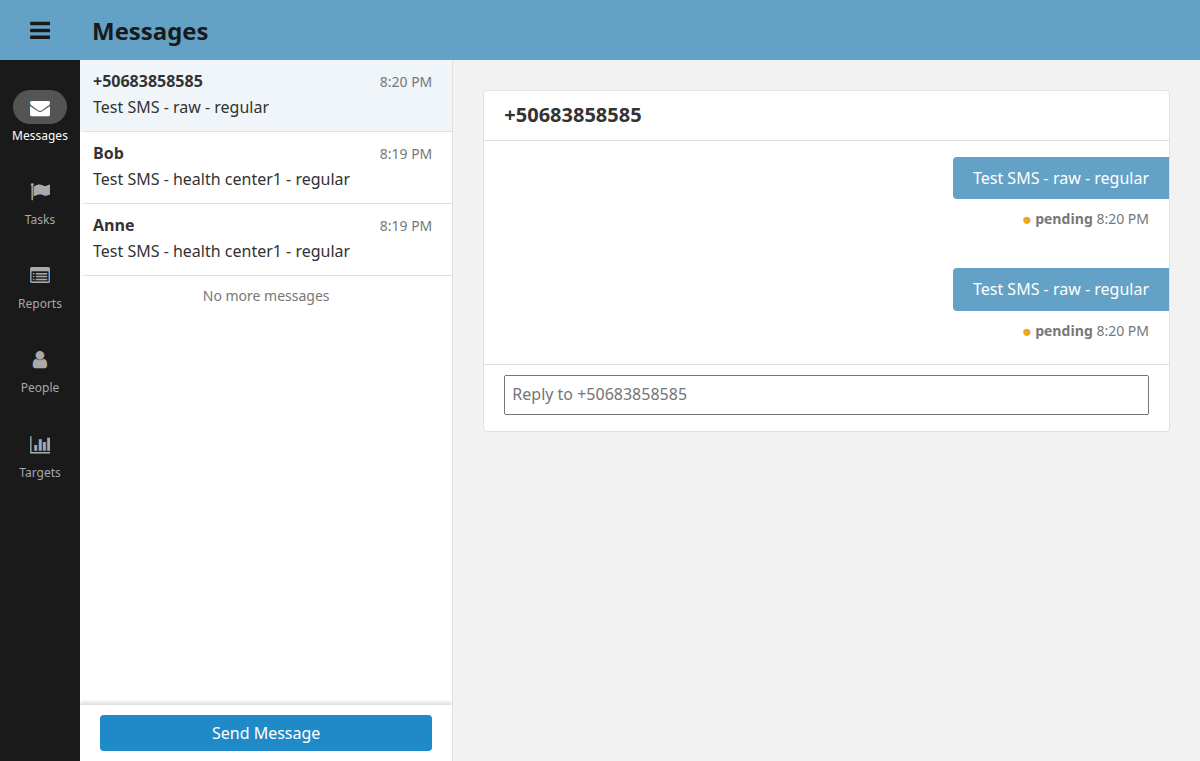 Messages
Messages
Tasks
Reports
People
Targets
+50683858585 8:20 PM
Test SMS - raw - regular
Bob 8:19 PM
Test SMS - health center1 - regular
Anne 8:19 PM
Test SMS - health center1 - regular
No more messages
Send Message
+50683858585
Test SMS - raw - regular
pending 8:20 PM
Test SMS - raw - regular
pending 8:20 PM
Reply to +50683858585